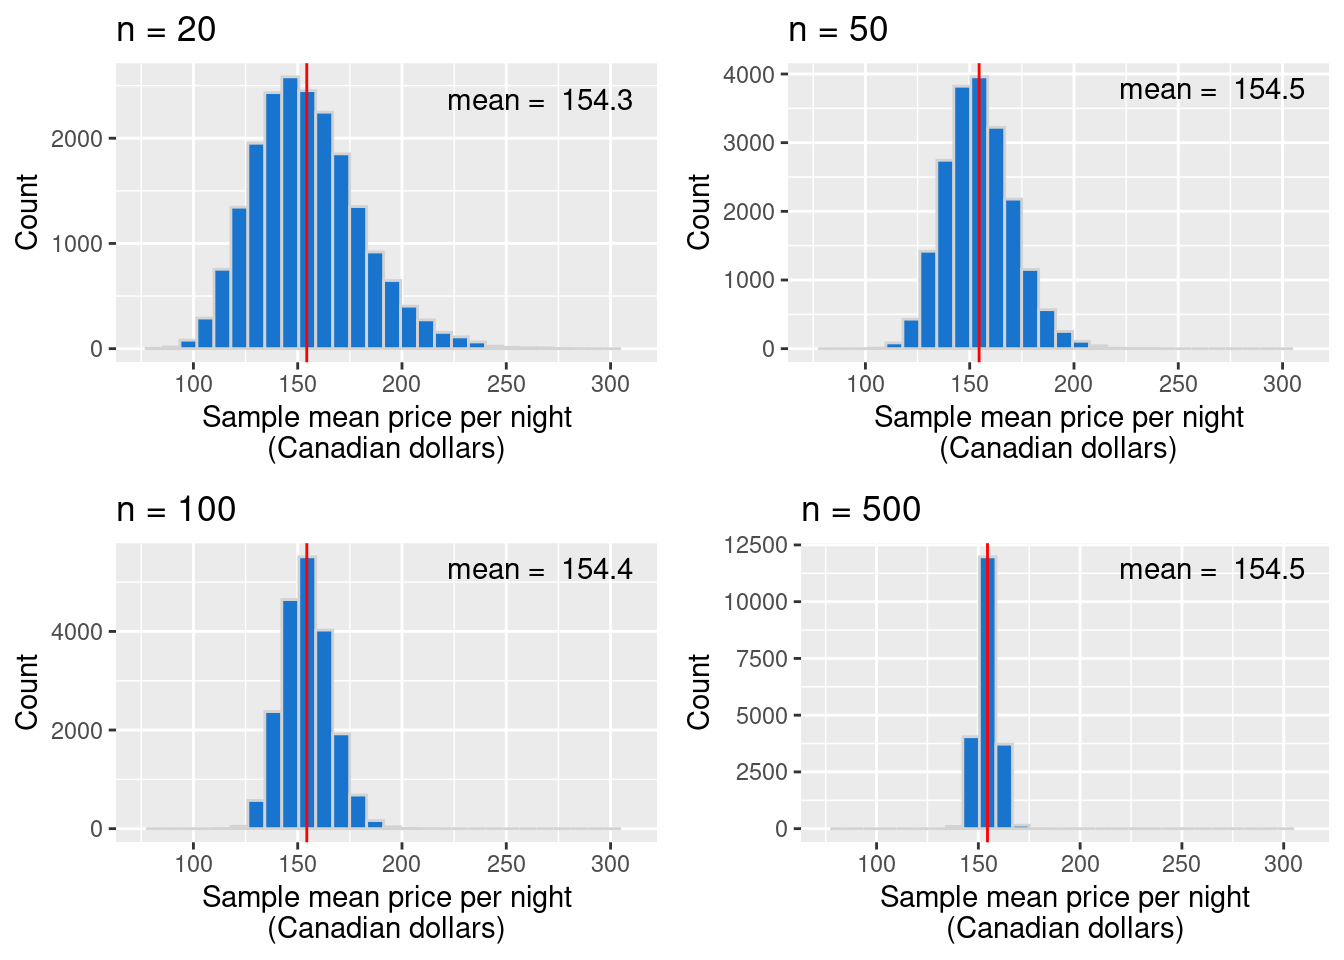 n = 20
mean = 154.3
2000
1000
0
Count
100 150 200 250 300
Sample mean price per night
(Canadian dollars)
n = 50
mean = 154.5
4000
3000
2000
1000
0
Count
100 150 200 250 300
Sample mean price per night
(Canadian dollars)
n = 100
mean = 154.4
4000
2000
0
Count
100 150 200 250 300
Sample mean price per night
(Canadian dollars)
n = 500
mean = 154.5
12500
10000
7500
5000
2500
0
Count
100 150 200 250 300
Sample mean price per night
(Canadian dollars)